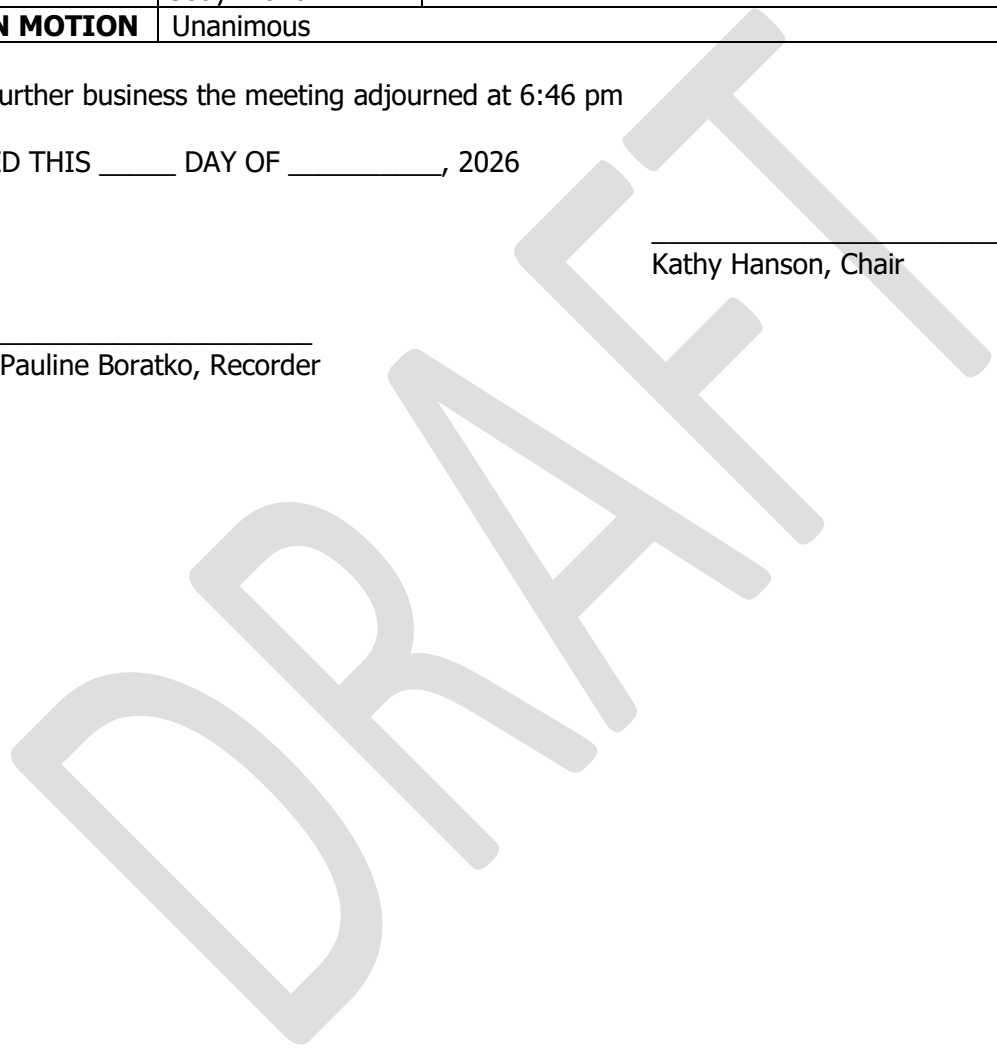 N MOTION Unanimous
urther business the meeting adjourned at 6:46 pm
D THIS _____ DAY OF __________, 2026
Kathy Hanson, Chair
Pauline Boratko, Recorder
DRAFT